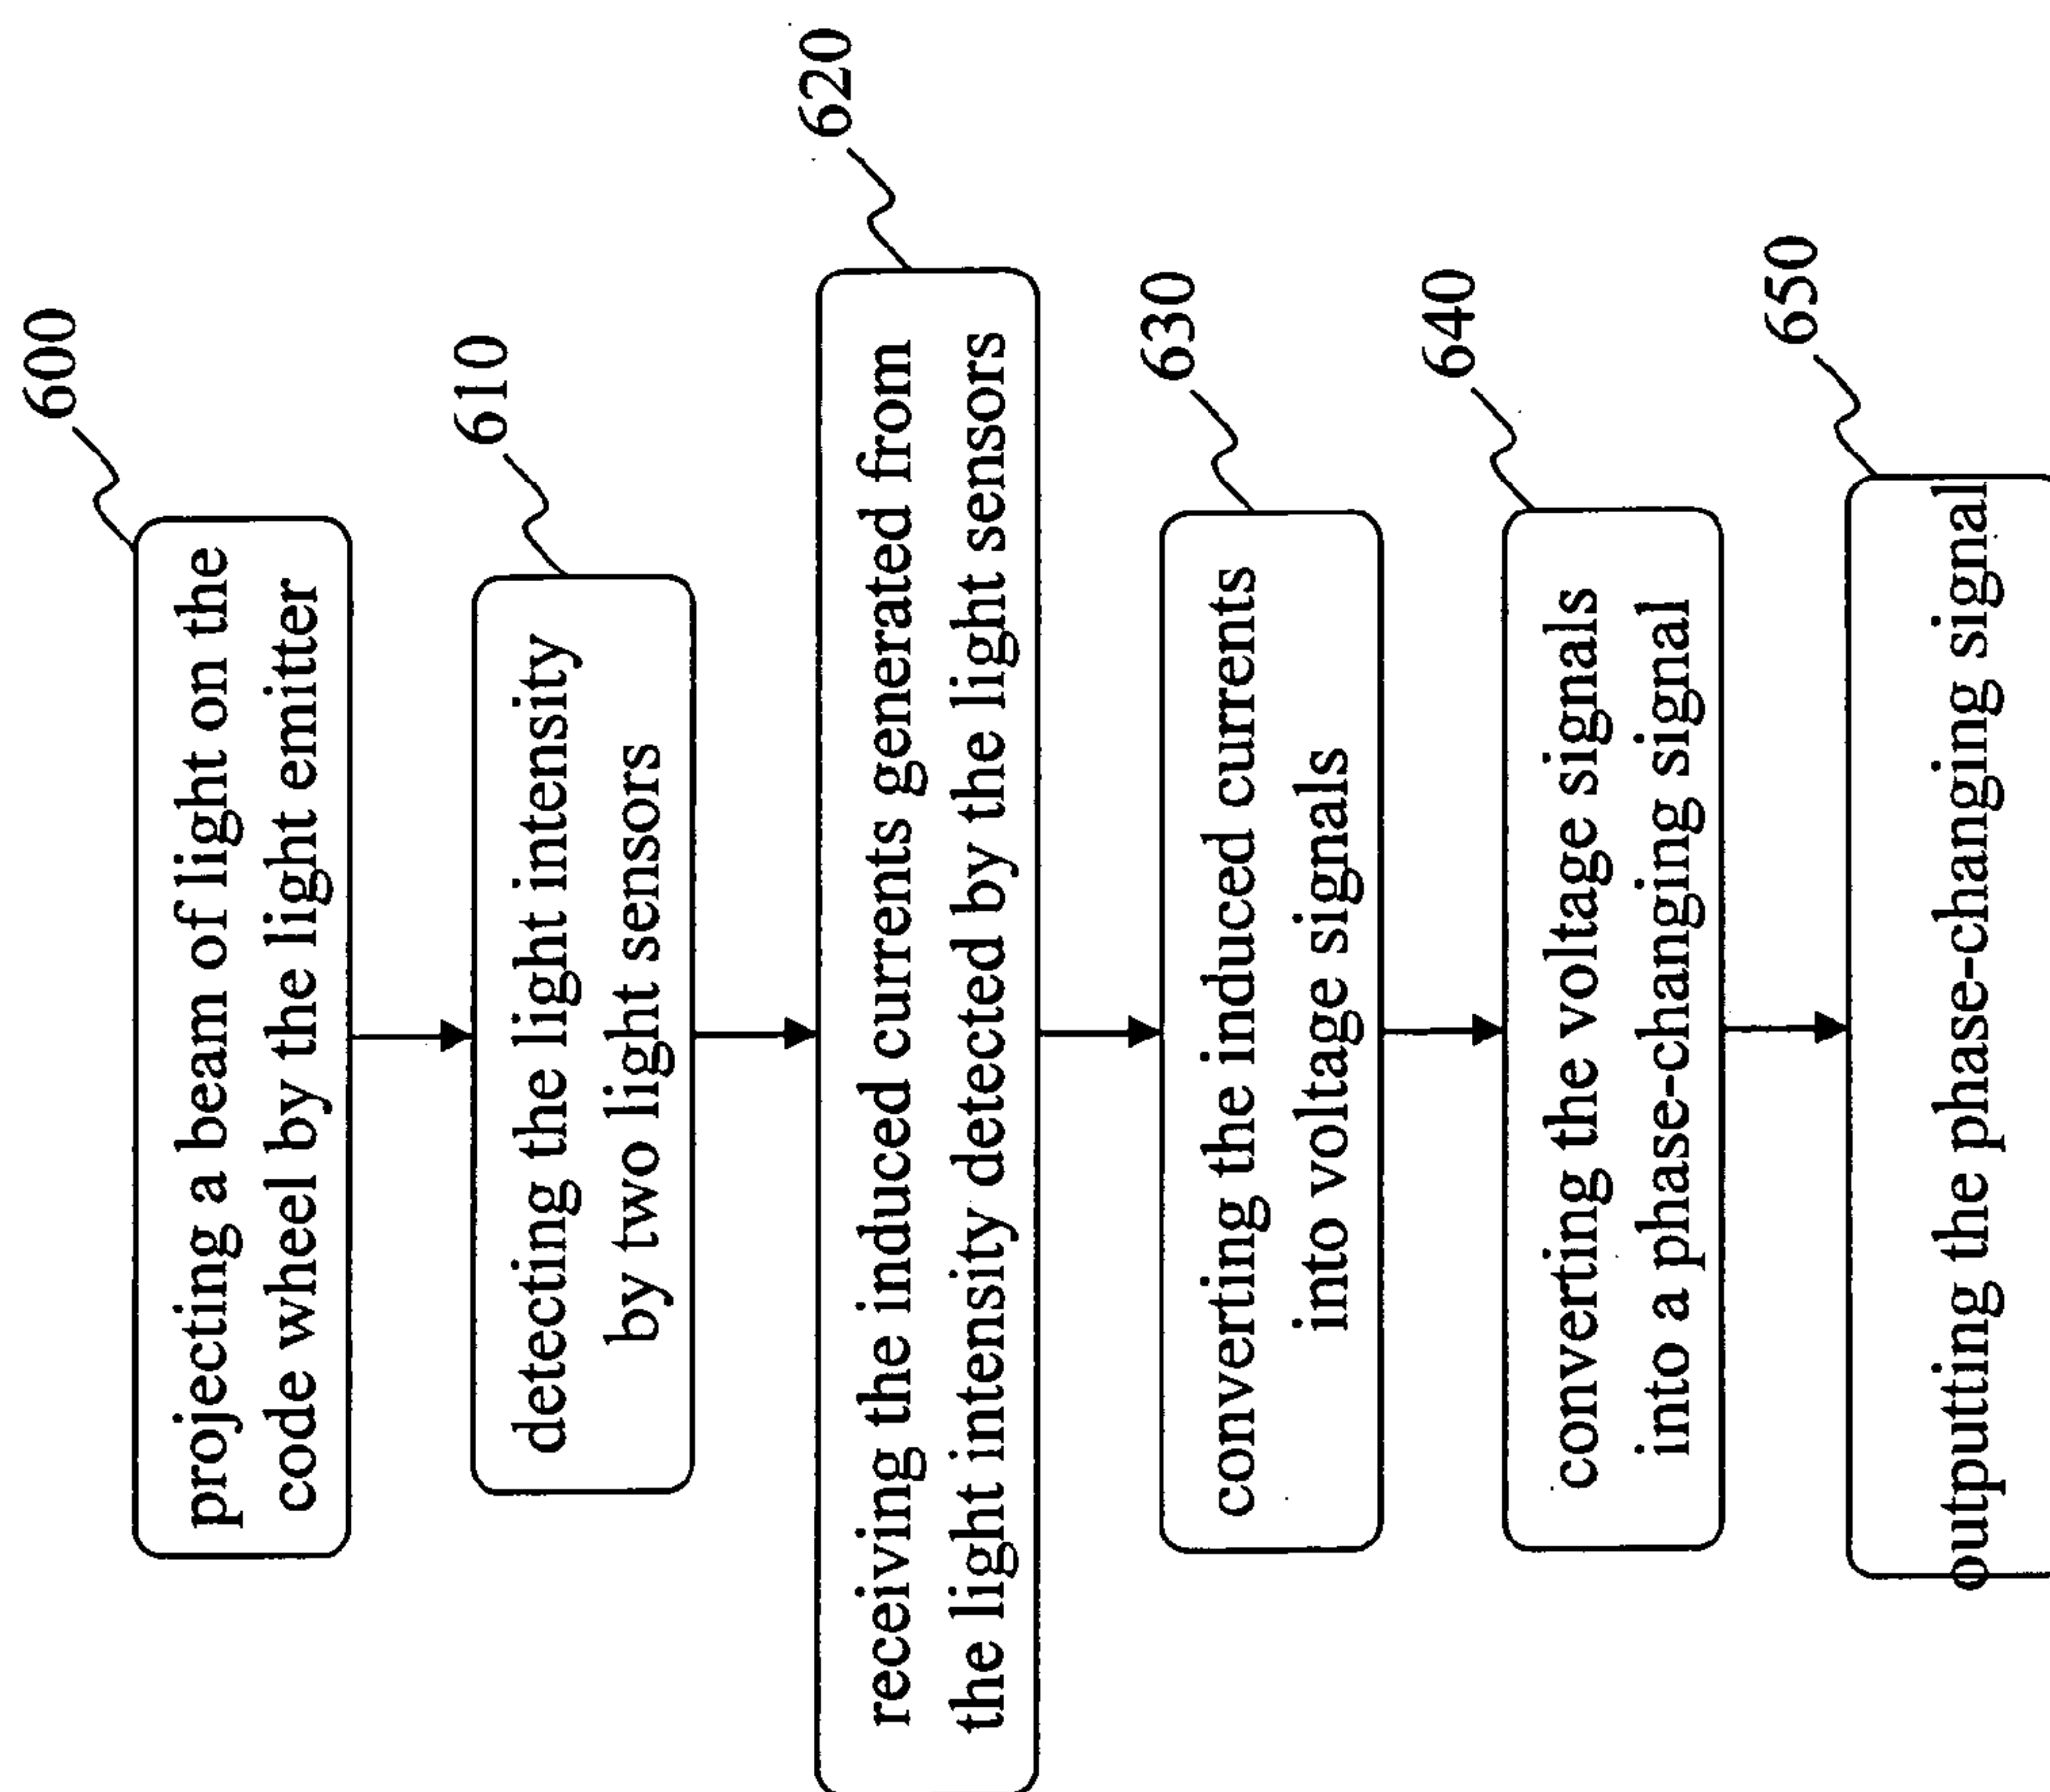 600
projecting a beam of light on the
code wheel by the light emitter
610
detecting the light intensity
by two light sensors
620
receiving the induced currents generated from
the light intensity detected by the light sensors
630
converting the induced currents
into voltage signals
640
converting the voltage signals
into a phase-changing signal
650
outputting the phase-changing signal